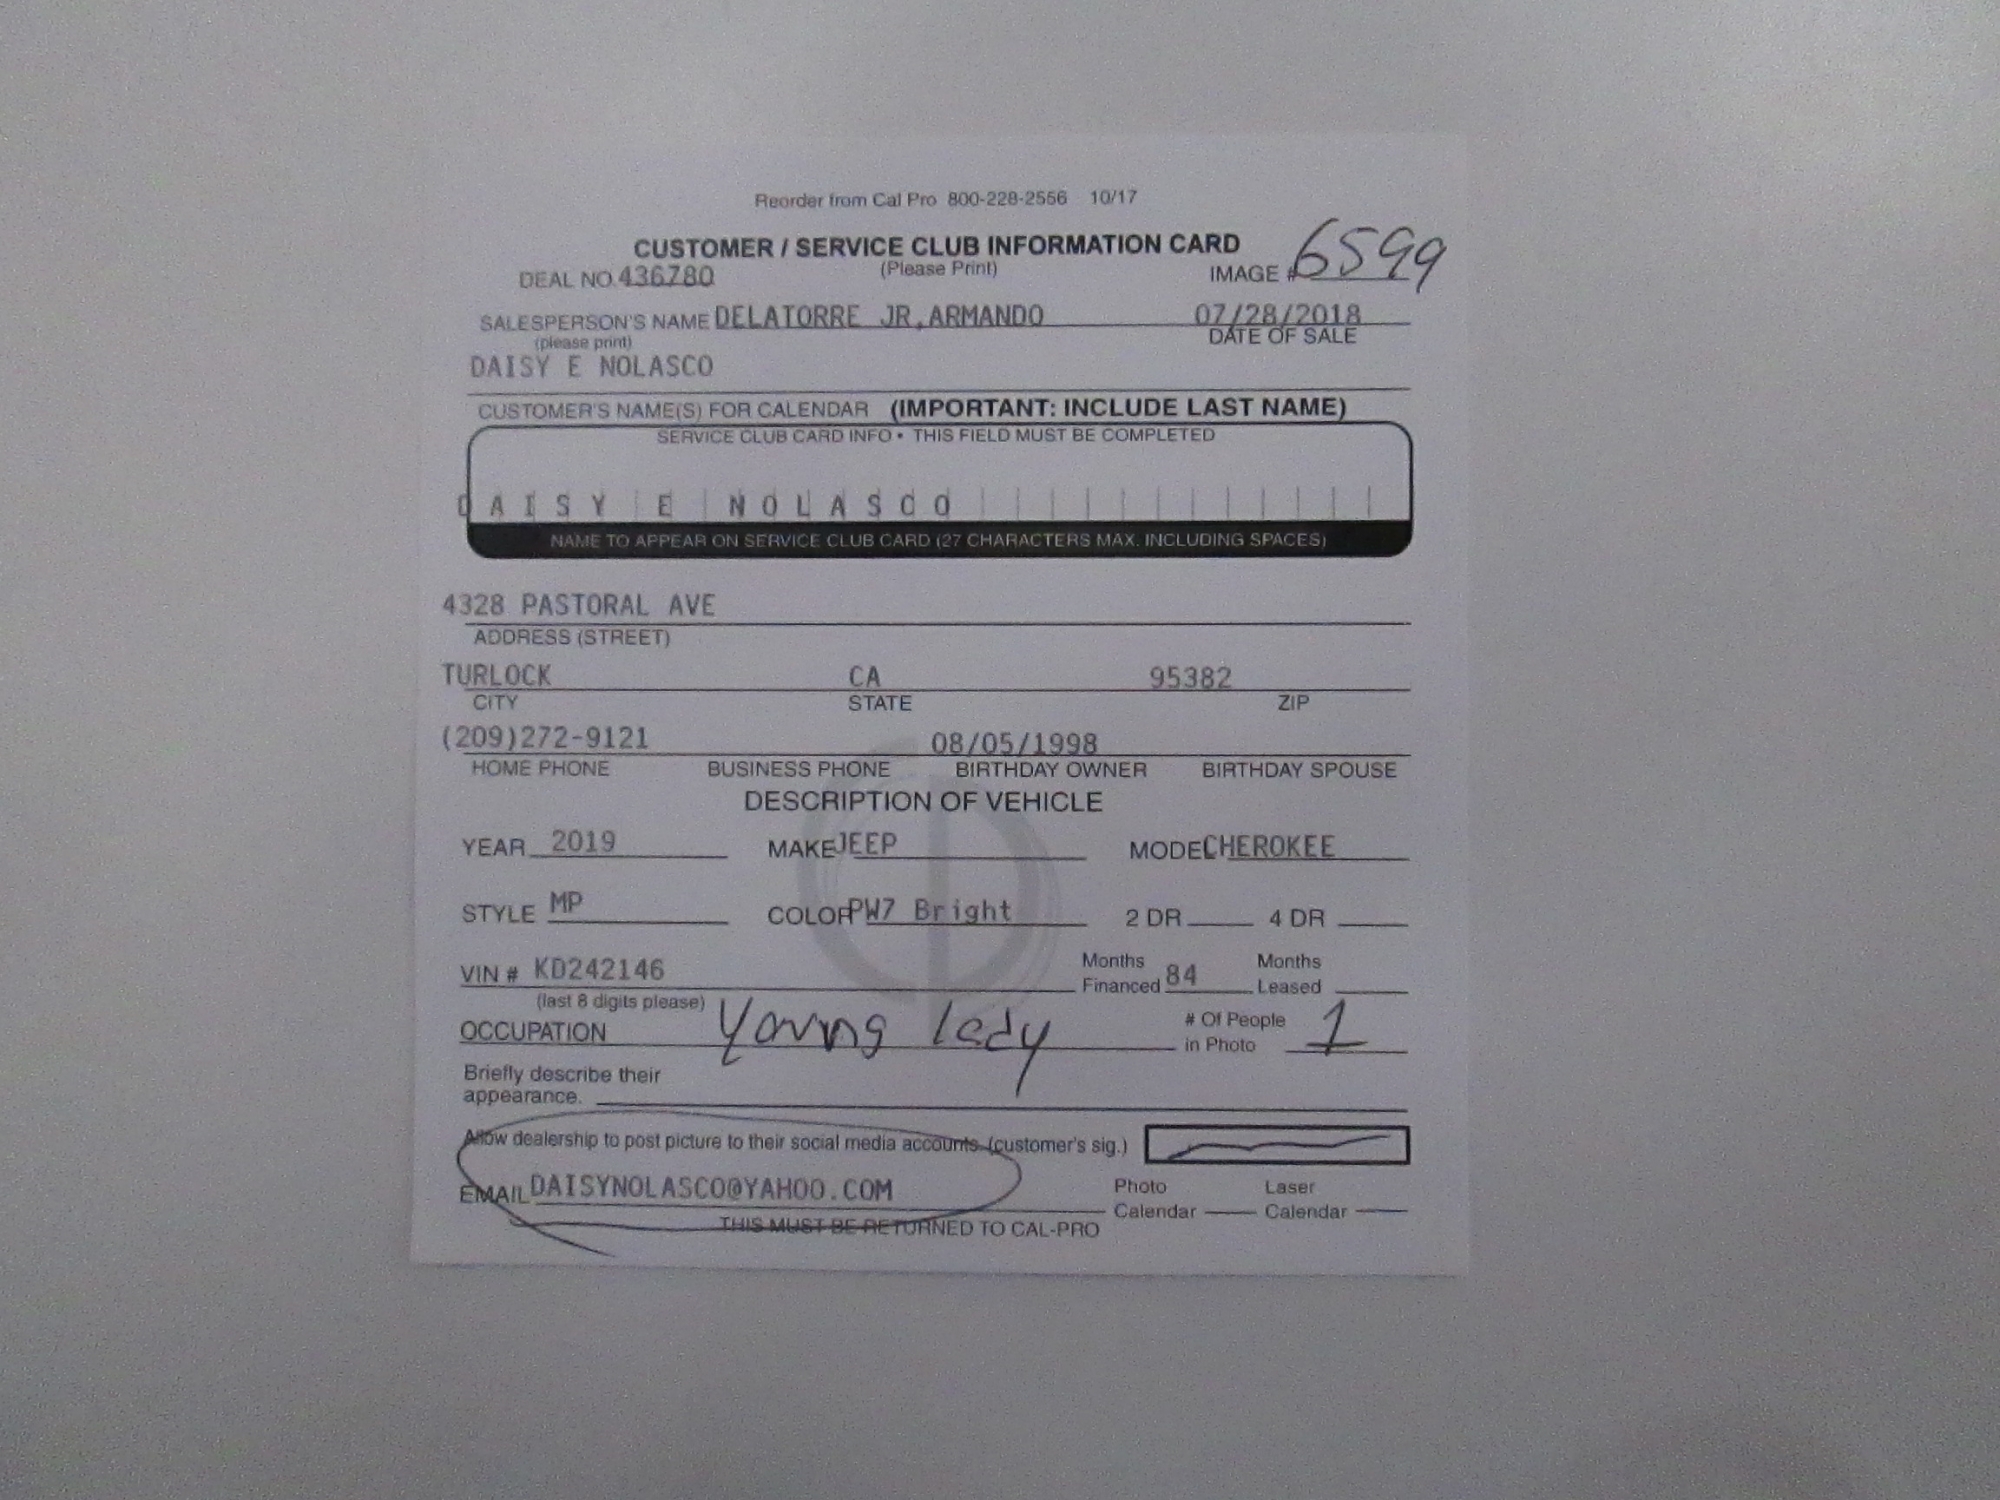 Reorder from Cal Pro 800-228-2556 10/17
CUSTOMER / SERVICE CLUB INFORMATION CARD
(Please Print)
DEAL NO. 436780 IMAGE # 6599
SALESPERSON'S NAME DELATORRE JR,ARMANDO 07/28/2018
(please print) DATE OF SALE
DAISY E NOLASCO
CUSTOMER'S NAME(S) FOR CALENDAR (IMPORTANT: INCLUDE LAST NAME)
SERVICE CLUB CARD INFO • THIS FIELD MUST BE COMPLETED
DAISY E NOLASCO
NAME TO APPEAR ON SERVICE CLUB CARD (27 CHARACTERS MAX. INCLUDING SPACES)
4328 PASTORAL AVE
ADDRESS (STREET)
TURLOCK CA 95382
CITY STATE ZIP
(209)272-9121 08/05/1998
HOME PHONE BUSINESS PHONE BIRTHDAY OWNER BIRTHDAY SPOUSE
DESCRIPTION OF VEHICLE
YEAR 2019 MAKE JEEP MODEL CHEROKEE
STYLE MP COLOR PW7 Bright 2 DR 4 DR
VIN # KD242146 Months Financed 84 Months Leased
(last 8 digits please)
OCCUPATION Young lady # Of People in Photo 1
Briefly describe their
appearance.
Allow dealership to post picture to their social media accounts. (customer's sig.)
EMAIL DAISYNOLASCO@YAHOO.COM Photo Calendar Laser Calendar
THIS MUST BE RETURNED TO CAL-PRO